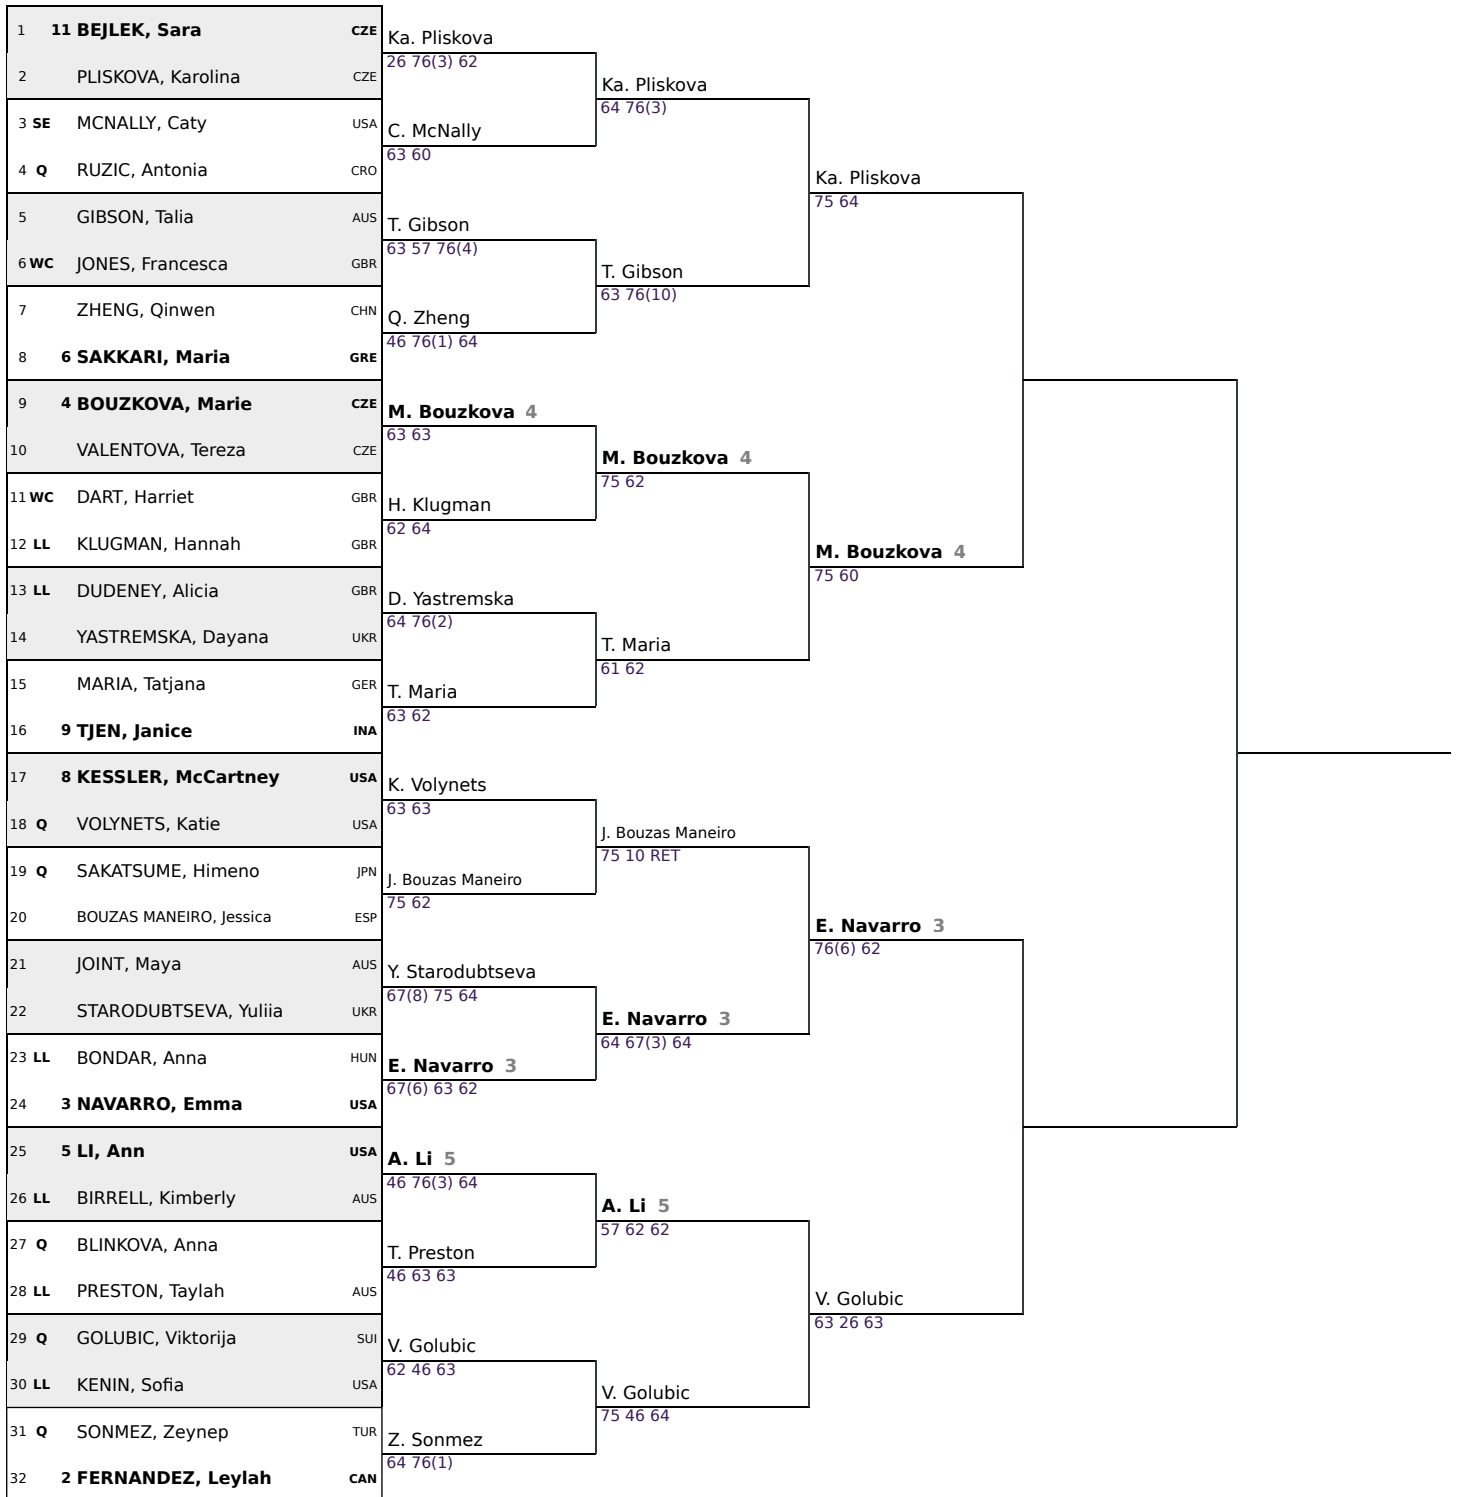 1 11 BEJLEK, Sara CZE
2 PLISKOVA, Karolina CZE
3 SE MCNALLY, Caty USA
4 Q RUZIC, Antonia CRO
5 GIBSON, Talia AUS
6 WC JONES, Francesca GBR
7 ZHENG, Qinwen CHN
8 6 SAKKARI, Maria GRE
9 4 BOUZKOVA, Marie CZE
10 VALENTOVA, Tereza CZE
11 WC DART, Harriet GBR
12 LL KLUGMAN, Hannah GBR
13 LL DUDENEY, Alicia GBR
14 YASTREMSKA, Dayana UKR
15 MARIA, Tatjana GER
16 9 TJEN, Janice INA
17 8 KESSLER, McCartney USA
18 Q VOLYNETS, Katie USA
19 Q SAKATSUME, Himeno JPN
20 BOUZAS MANEIRO, Jessica ESP
21 JOINT, Maya AUS
22 STARODUBTSEVA, Yuliia UKR
23 LL BONDAR, Anna HUN
24 3 NAVARRO, Emma USA
25 5 LI, Ann USA
26 LL BIRRELL, Kimberly AUS
27 Q BLINKOVA, Anna
28 LL PRESTON, Taylah AUS
29 Q GOLUBIC, Viktorija SUI
30 LL KENIN, Sofia USA
31 Q SONMEZ, Zeynep TUR
32 2 FERNANDEZ, Leylah CAN
Ka. Pliskova
26 76(3) 62
C. McNally
63 60
T. Gibson
63 57 76(4)
Q. Zheng
46 76(1) 64
M. Bouzkova 4
63 63
H. Klugman
62 64
D. Yastremska
64 76(2)
T. Maria
63 62
K. Volynets
63 63
J. Bouzas Maneiro
75 62
Y. Starodubtseva
67(8) 75 64
E. Navarro 3
67(6) 63 62
A. Li 5
46 76(3) 64
T. Preston
46 63 63
V. Golubic
62 46 63
Z. Sonmez
64 76(1)
Ka. Pliskova
64 76(3)
T. Gibson
63 76(10)
M. Bouzkova 4
75 62
T. Maria
61 62
J. Bouzas Maneiro
75 10 RET
E. Navarro 3
64 67(3) 64
A. Li 5
57 62 62
V. Golubic
75 46 64
Ka. Pliskova
75 64
M. Bouzkova 4
75 60
E. Navarro 3
76(6) 62
V. Golubic
63 26 63